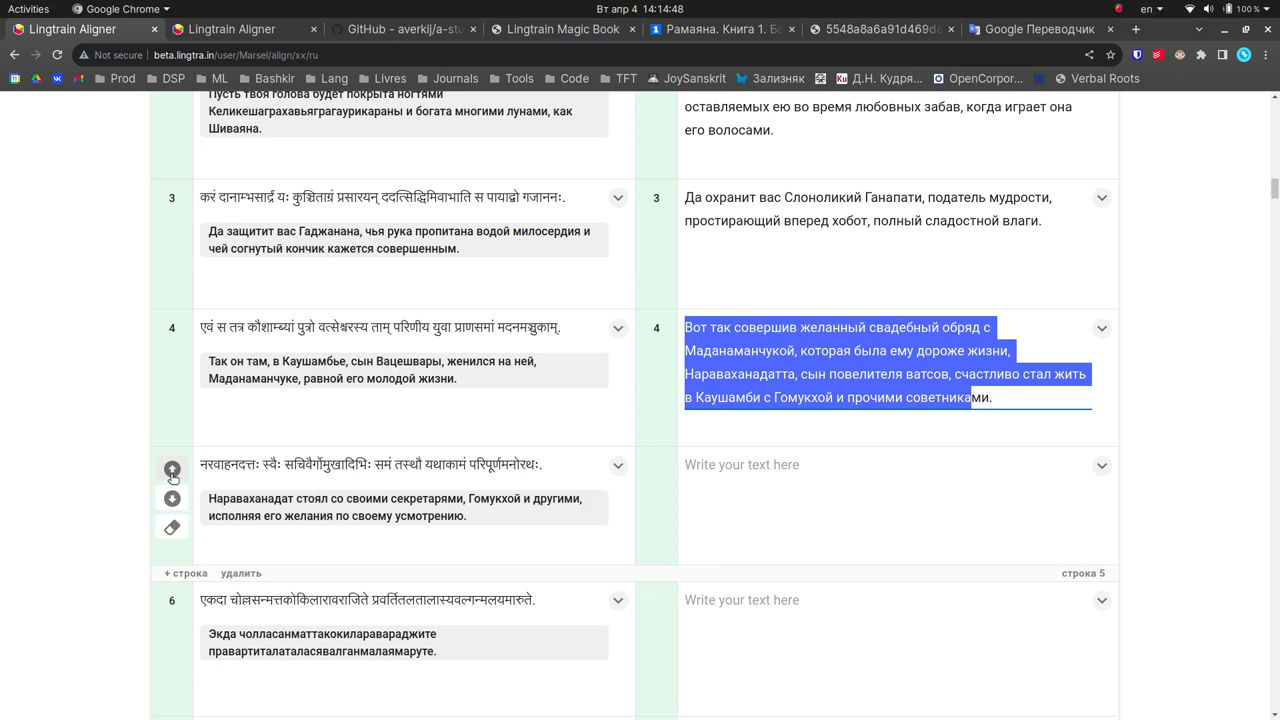 Activities
Google Chrome
Вт апр 4 14:14:48
en
100 %
Lingtrain Aligner
Lingtrain Aligner
GitHub - averkij/a-stu
Lingtrain Magic Book
Рамаяна. Книга 1. Ба
5548a8a6a91d469da
Google Переводчик
Not secure
beta.lingtra.in/user/Marsel/align/xx/ru
Prod
DSP
ML
Bashkir
Lang
Livres
Journals
Tools
Code
TFT
JoySanskrit
Зализняк
Д.Н. Кудря...
OpenCorpor...
Verbal Roots
Пусть твоя голова будет покрыта ногтями
Келикешаграхавьяграгаурикараны и богата многими лунами, как
Шиваяна.
оставляемых ею во время любовных забав, когда играет она
его волосами.
3
करं दानाम्भसार्द्रं यः कुञ्चिताग्रं प्रसारयन् ददत्सिद्धिमिवाभाति स पायाद्वो गजाननः.
Да защитит вас Гаджанана, чья рука пропитана водой милосердия и
чей согнутый кончик кажется совершенным.
3
Да охранит вас Слоноликий Ганапати, податель мудрости,
простирающий вперед хобот, полный сладостной влаги.
4
एवं स तत्र कौशाम्ब्यां पुत्रो वत्सेश्वरस्य ताम् परिणीय युवा प्राणसमां मदनमञ्चुकाम्.
Так он там, в Каушамбье, сын Вацешвары, женился на ней,
Маданаманчуке, равной его молодой жизни.
4
Вот так совершив желанный свадебный обряд с
Маданаманчукой, которая была ему дороже жизни,
Нараваханадатта, сын повелителя ватсов, счастливо стал жить
в Каушамби с Гомукхой и прочими советниками.
नरवाहनदत्तः स्वैः सचिवैर्गोमुखादिभिः समं तस्थौ यथाकामं परिपूर्णमनोरथः.
Нараваханадат стоял со своими секретарями, Гомукхой и другими,
исполняя его желания по своему усмотрению.
Write your text here
+ строка
удалить
строка 5
6
एकदा चोल्लसन्मत्तकोकिलारावराजिते प्रवर्तितलतालास्यवल्गन्मलयमारुते.
Экда чолласанматтакокиларавараджите
правартиталаталасявалганмалаямаруте.
Write your text here